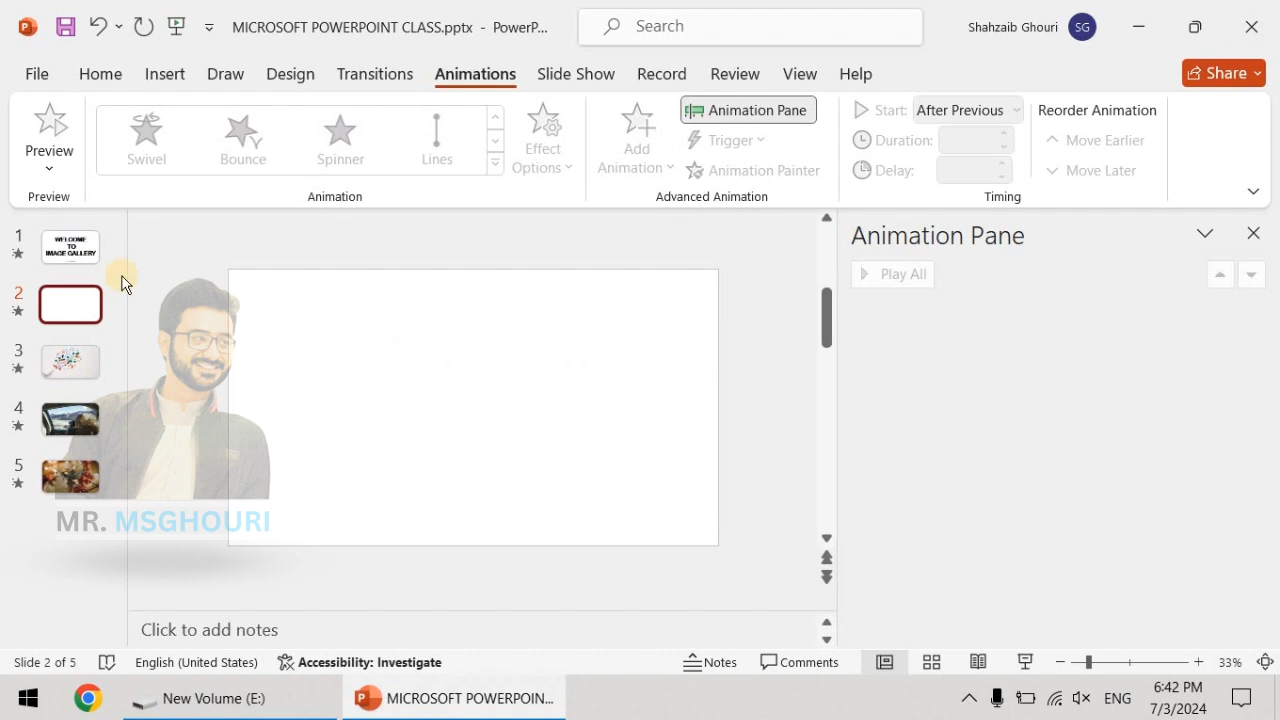 MICROSOFT POWERPOINT CLASS.pptx - PowerP...
Search
Shahzaib Ghouri
SG
File
Home
Insert
Draw
Design
Transitions
Animations
Slide Show
Record
Review
View
Help
Share
Preview
Swivel
Bounce
Spinner
Lines
Effect
Options
Add
Animation
Animation Pane
Trigger
Animation Painter
Start:
After Previous
Duration:
Delay:
Reorder Animation
Move Earlier
Move Later
Preview
Animation
Advanced Animation
Timing
1
WELCOME
TO
IMAGE GALLERY
2
3
4
5
MR. MSGHOURI
Animation Pane
Play All
Click to add notes
Slide 2 of 5
English (United States)
Accessibility: Investigate
Notes
Comments
33%
New Volume (E:)
MICROSOFT POWERPOIN...
ENG
6:42 PM
7/3/2024